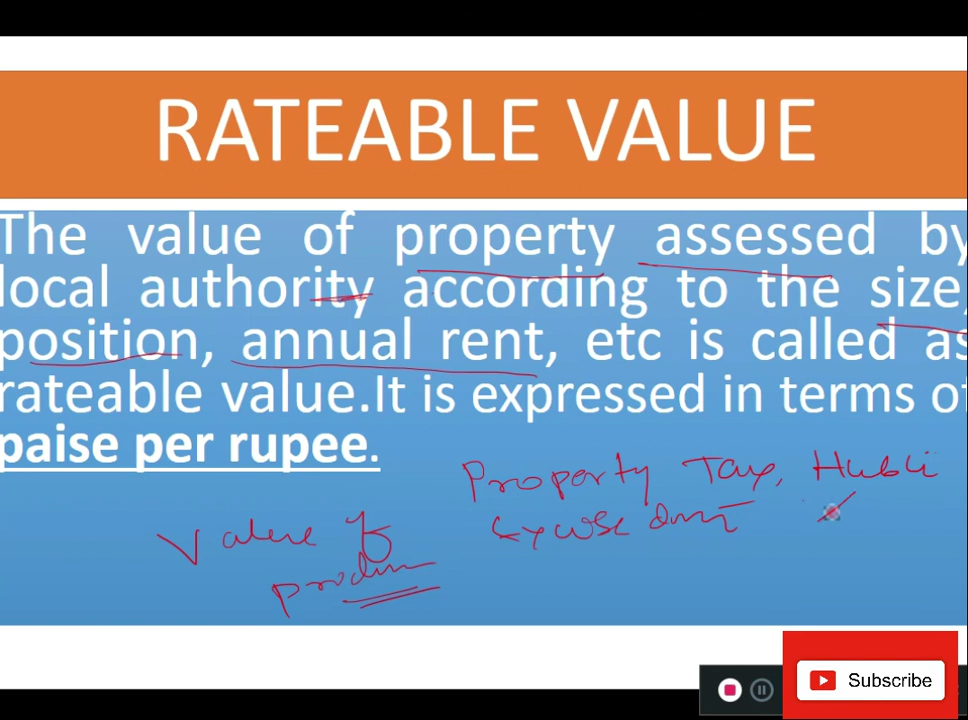 RATEABLE VALUE
The value of property assessed by
local authority according to the size,
position, annual rent, etc is called as
rateable value.It is expressed in terms of
paise per rupee.
Property Tax, Hubli
Value of
Subscribe